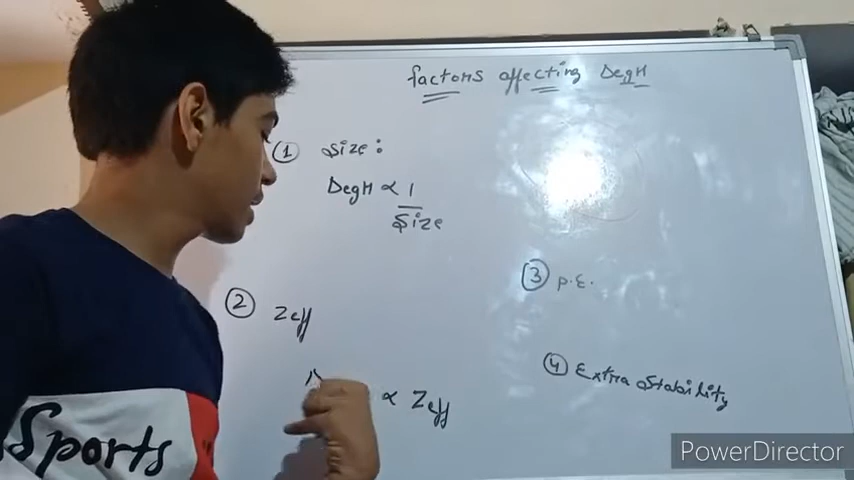 factors affecting ΔegH
① Size:
ΔegH ∝ 1
Size
② Zeff
∝ Zeff
③ P.E.
④ Extra Stability
Sports
PowerDirector